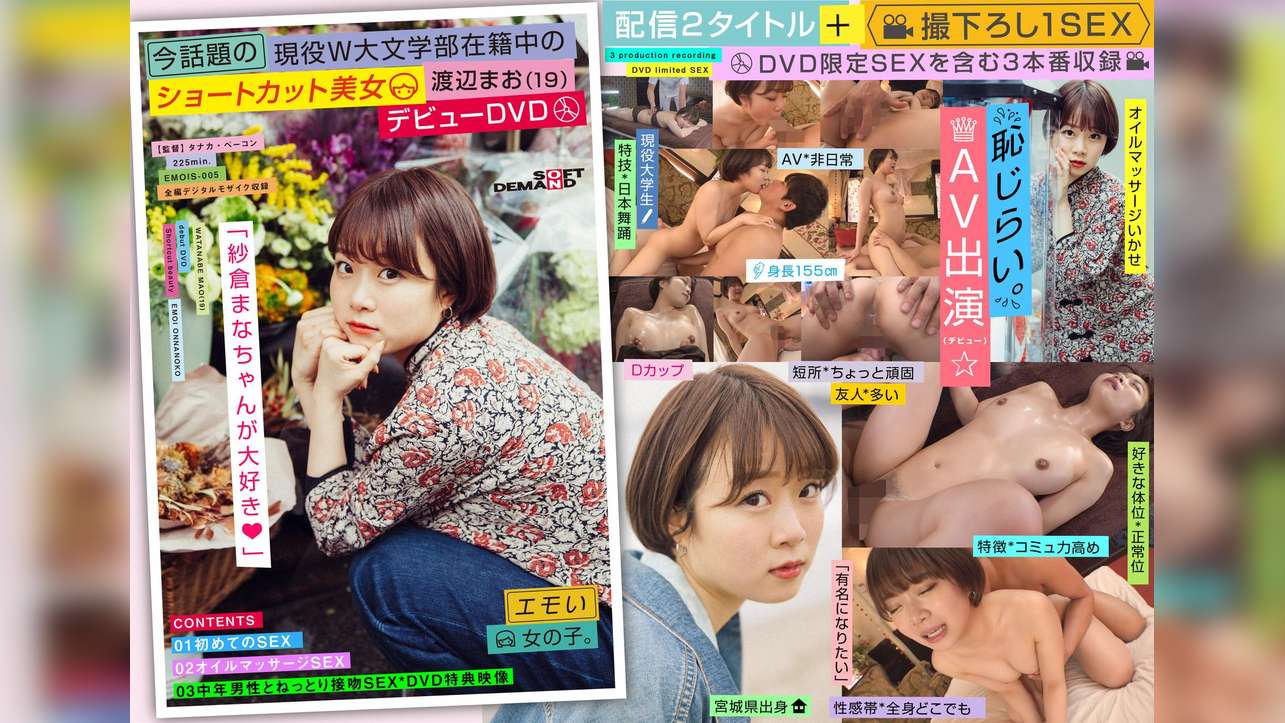 今話題の 現役W大文学部在籍中の
ショートカット美女 渡辺まお(19)
デビューDVD
【監督】タナカ・ベーコン
225min.
EMOIS-005
全編デジタルモザイク収録
SOFT ON DEMAND
WATANABE MAO(19)
debut DVD
Shortcut beauty
EMOI ONNANOKO
「紗倉まなちゃんが大好き♥」
エモい
女の子。
CONTENTS
01初めてのSEX
02オイルマッサージSEX
03中年男性とねっとり接吻SEX*DVD特典映像
配信2タイトル+
撮下ろし1SEX
3 production recording
DVD limited SEX
DVD限定SEXを含む3本番収録
現役大学生
特技*日本舞踊
AV*非日常
身長155cm
恥じらい。
AV出演
(デビュー)
☆
オイルマッサージいかせ
Dカップ
短所*ちょっと頑固
友人*多い
好きな体位*正常位
特徴*コミュ力高め
「有名になりたい」
宮城県出身
性感帯*全身どこでも